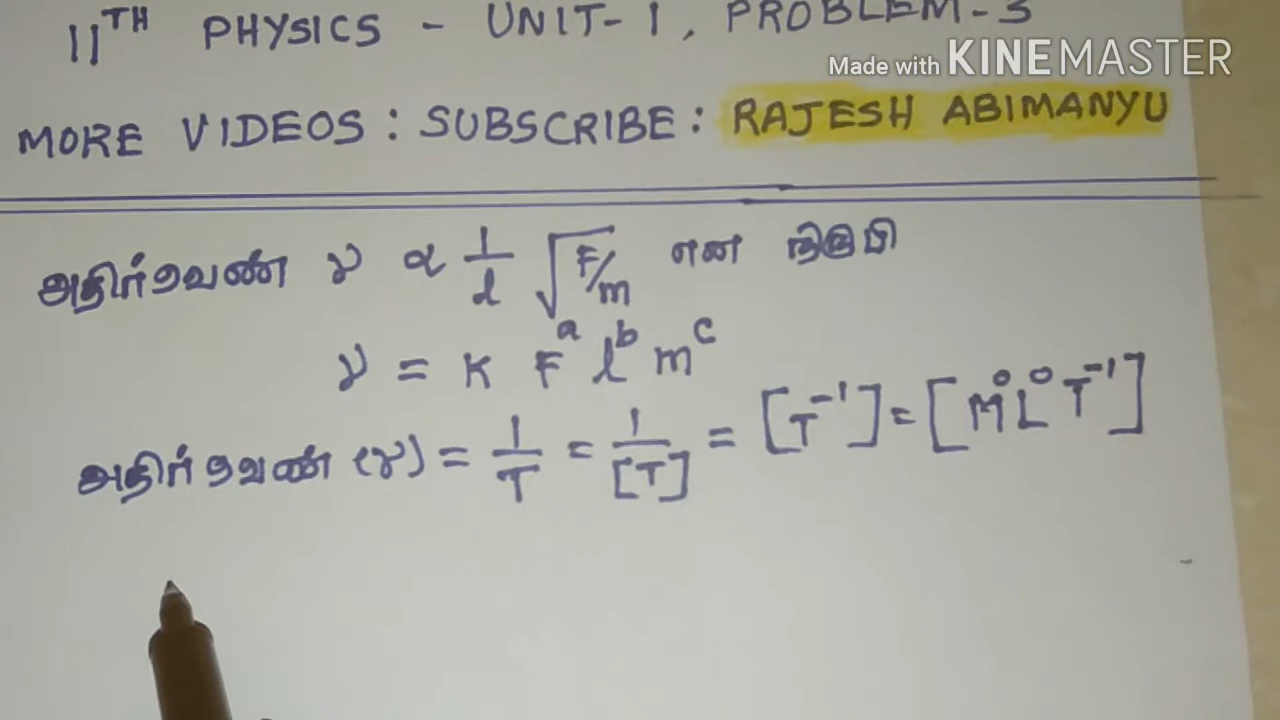 11TH PHYSICS - UNIT-1, PROBLEM-3
Made with KINEMASTER
MORE VIDEOS : SUBSCRIBE : RAJESH ABIMANYU
அதிர்வெண் γ ∝ 1/l √F/m என நிரூபி
γ = K F^a l^b m^c
அதிர்வெண் (γ) = 1/T = 1/[T] = [T^-1] = [M^0 L^0 T^-1]